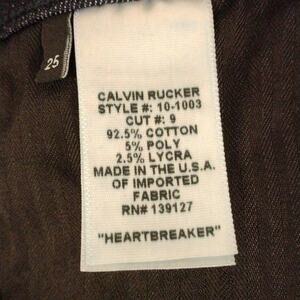 25
CALVIN RUCKER
STYLE #: 10-1003
CUT #: 9
92.5% COTTON
5% POLY
2.5% LYCRA
MADE IN THE U.S.A.
OF IMPORTED
FABRIC
RN# 139127
"HEARTBREAKER"